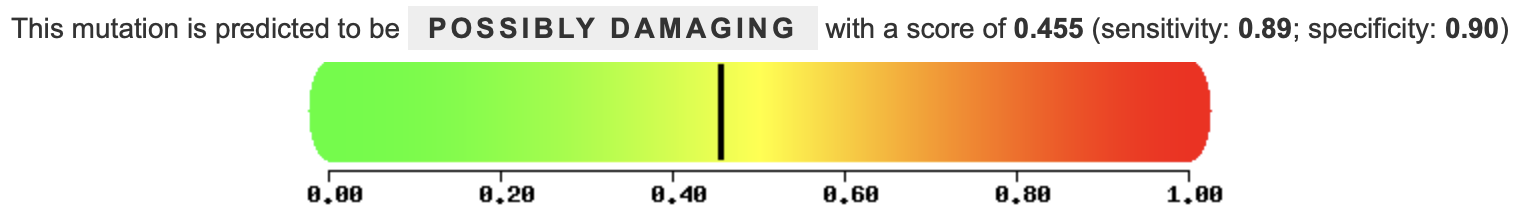 This mutation is predicted to be POSSIBLY DAMAGING with a score of 0.455 (sensitivity: 0.89; specificity: 0.90)
0.00 0.20 0.40 0.60 0.80 1.00